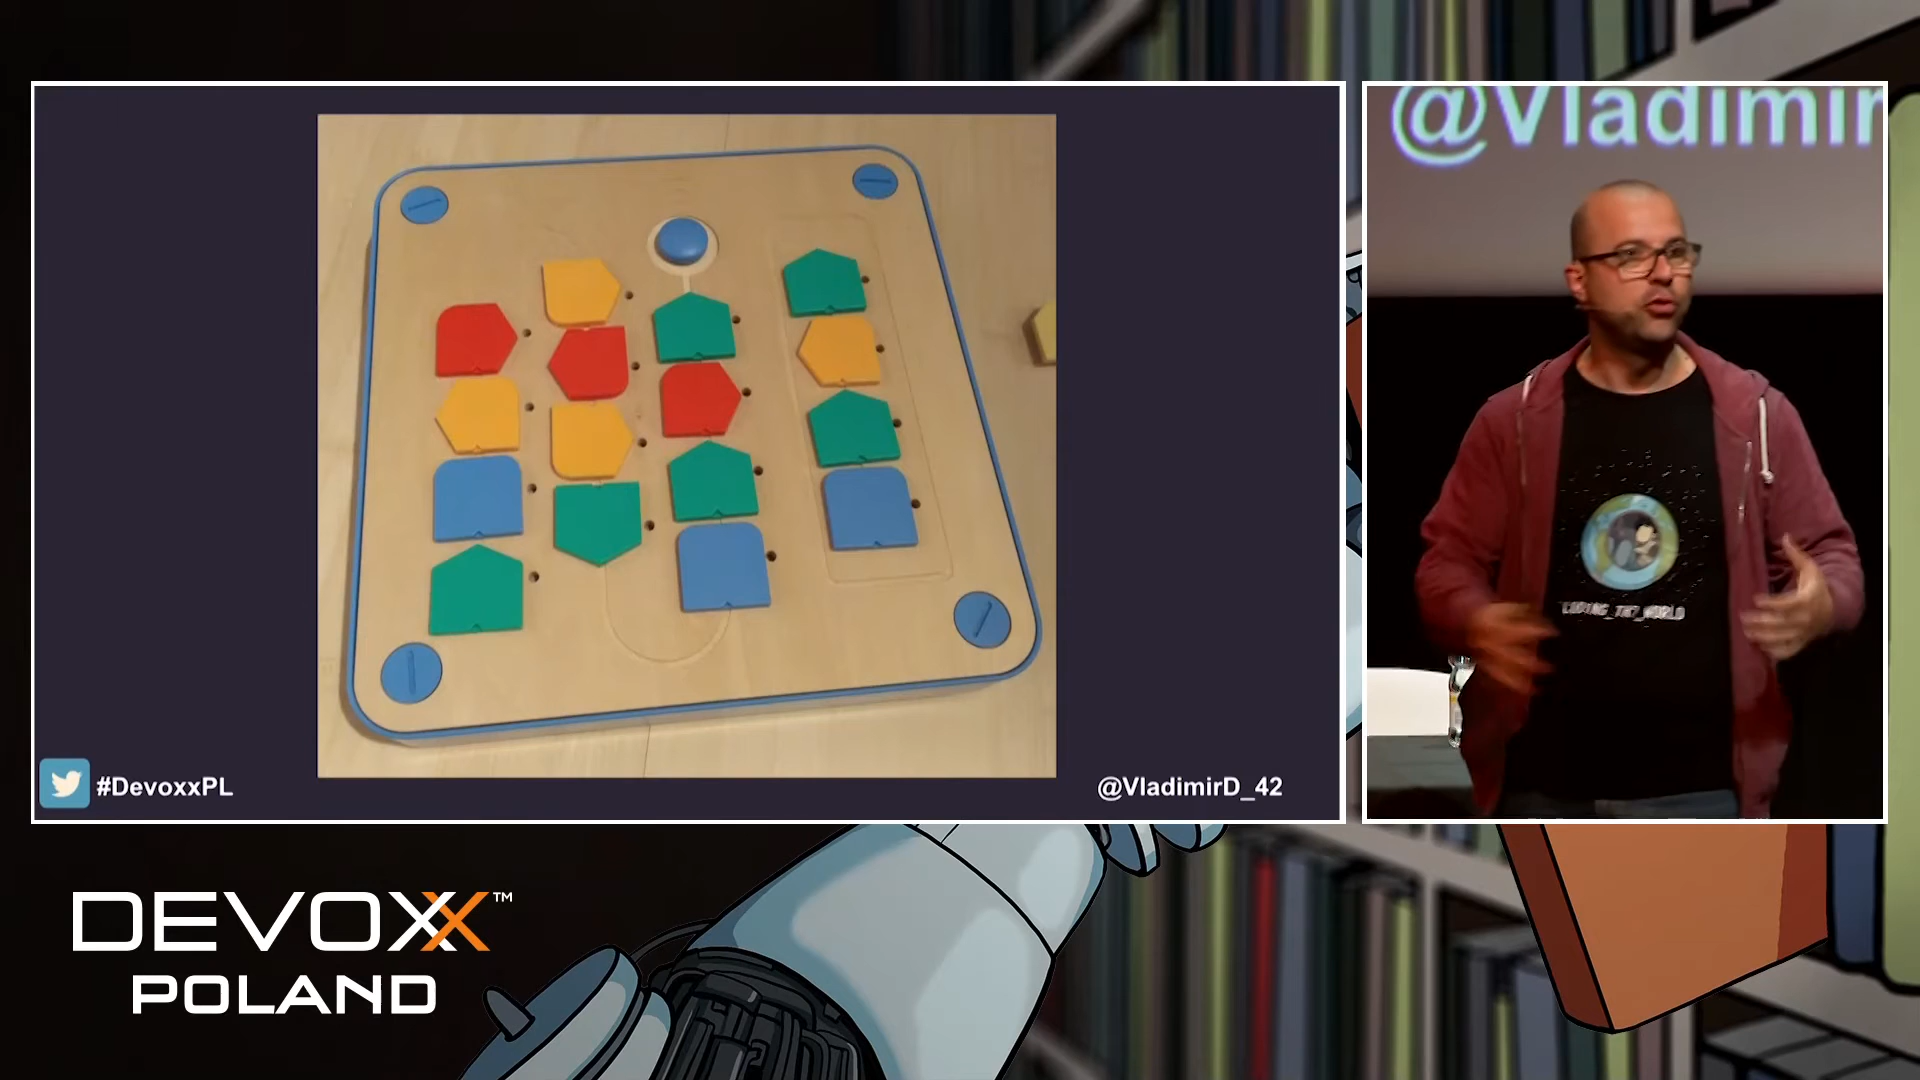 @Vladimir
#DevoxxPL
@VladimirD_42
DEVOXX™
POLAND